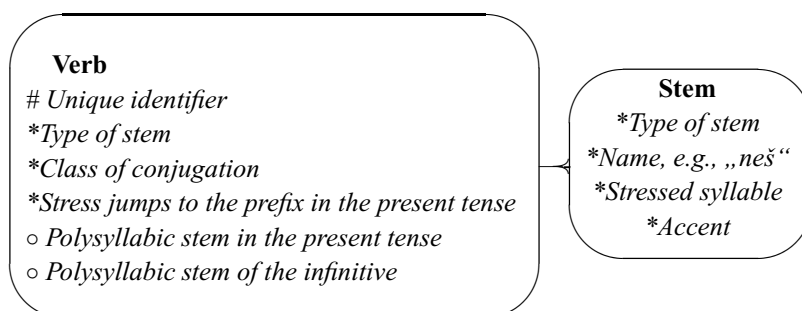 Verb
# Unique identifier
*Type of stem
*Class of conjugation
*Stress jumps to the prefix in the present tense
○ Polysyllabic stem in the present tense
○ Polysyllabic stem of the infinitive
Stem
*Type of stem
*Name, e.g., „neš“
*Stressed syllable
*Accent